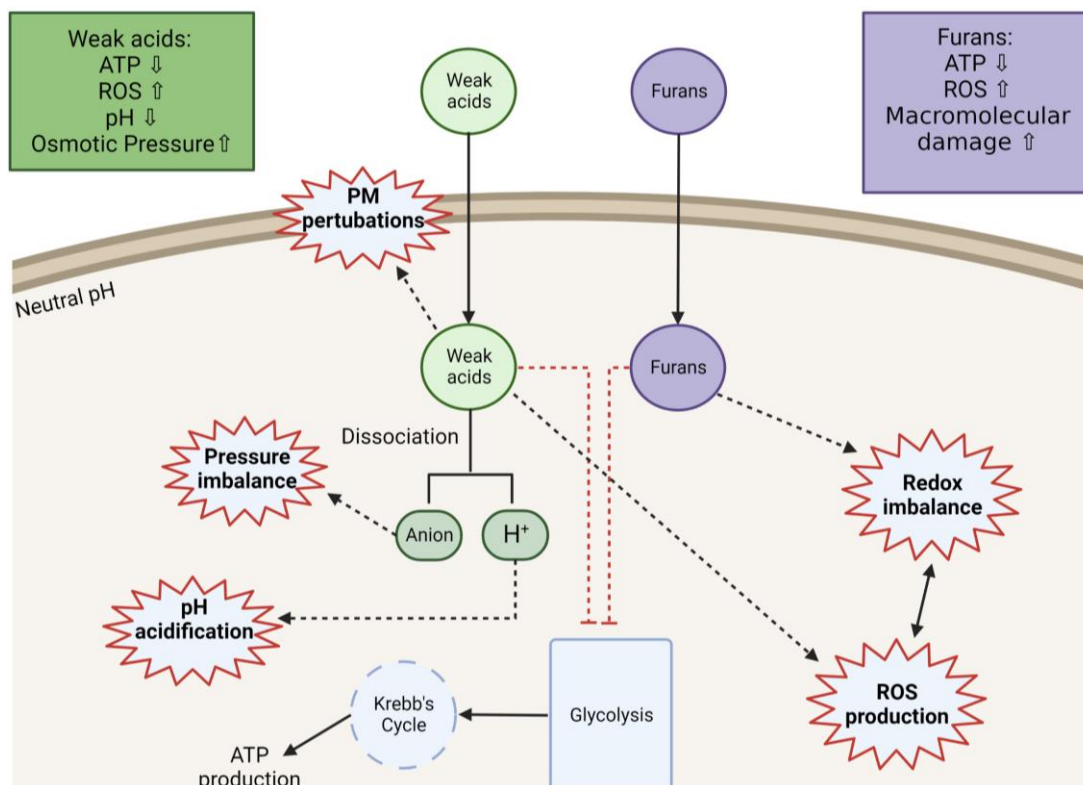 Weak acids:
ATP ⇩
ROS ⇧
pH ⇩
Osmotic Pressure⇧
Furans:
ATP ⇩
ROS ⇧
Macromolecular
damage ⇧
Weak
acids
Furans
PM
pertubations
Neutral pH
Weak
acids
Furans
Dissociation
Pressure
imbalance
Redox
imbalance
Anion
H⁺
pH
acidification
ROS
production
Krebb's
Cycle
Glycolysis
ATP
production